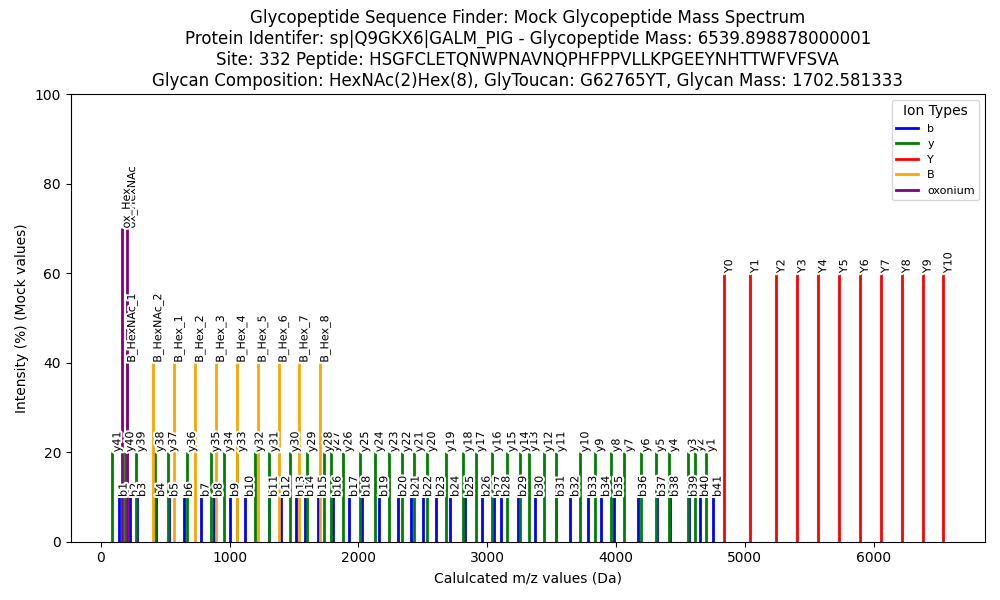 Glycopeptide Sequence Finder: Mock Glycopeptide Mass Spectrum
Protein Identifer: sp|Q9GKX6|GALM_PIG - Glycopeptide Mass: 6539.898878000001
Site: 332 Peptide: HSGFCLETQNWPNAVNQPHFPPVLLKPGEEYNHTTWFVFSVA
Glycan Composition: HexNAc(2)Hex(8), GlyToucan: G62765YT, Glycan Mass: 1702.581333
Intensity (%) (Mock values)
100
80
60
40
20
0
Ion Types
b
y
Y
B
oxonium
ox_Hex
ox_HexNAc
B_HexNAc_1
B_HexNAc_2
B_Hex_1
B_Hex_2
B_Hex_3
B_Hex_4
B_Hex_5
B_Hex_6
B_Hex_7
B_Hex_8
Y0
Y1
Y2
Y3
Y4
Y5
Y6
Y7
Y8
Y9
Y10
y41
y40
y39
y38
y37
y36
y35
y34
y33
y32
y31
y30
y29
y28
y27
y26
y25
y24
y23
y22
y21
y20
y19
y18
y17
y16
y15
y14
y13
y12
y11
y10
y9
y8
y7
y6
y5
y4
y3
y2
y1
b1
b2
b3
b4
b5
b6
b7
b8
b9
b10
b11
b12
b13
b14
b15
b16
b17
b18
b19
b20
b21
b22
b23
b24
b25
b26
b27
b28
b29
b30
b31
b32
b33
b34
b35
b36
b37
b38
b39
b40
b41
0
1000
2000
3000
4000
5000
6000
Calulcated m/z values (Da)